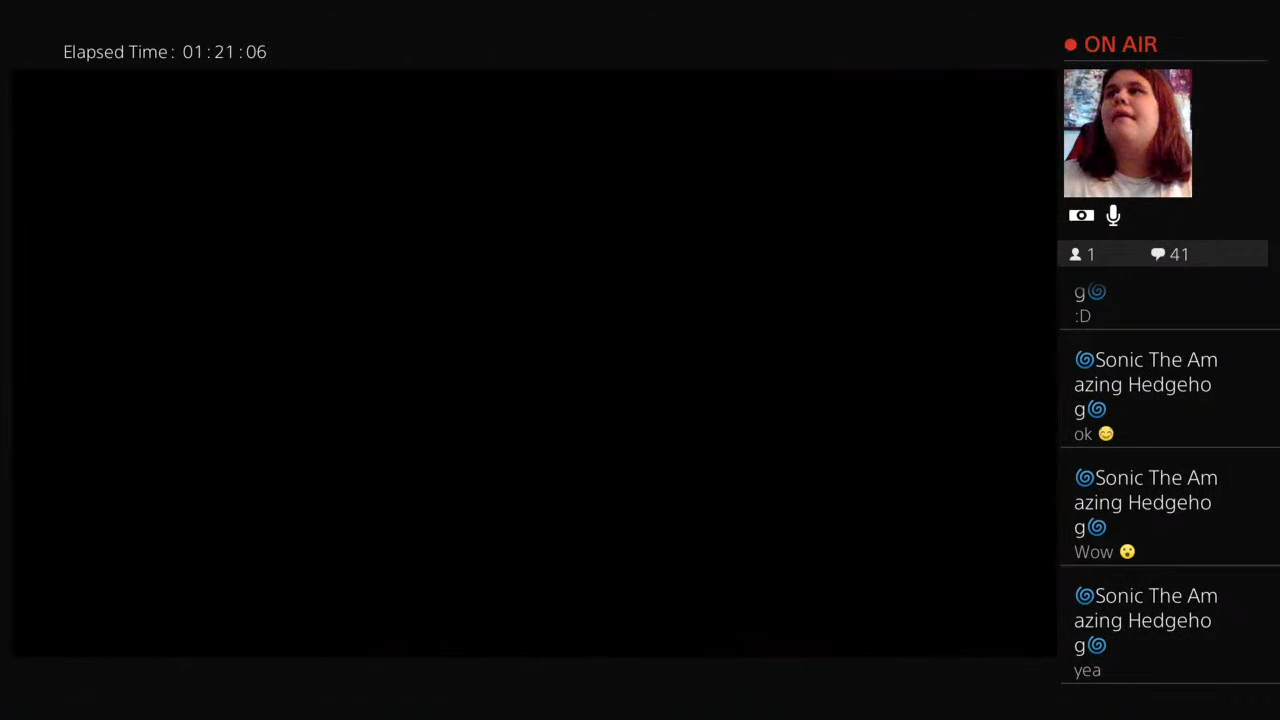 Elapsed Time: 01:21:06
ON AIR
1 41
g🌀
:D
🌀Sonic The Am
azing Hedgeho
g🌀
ok 😊
🌀Sonic The Am
azing Hedgeho
g🌀
Wow 😮
🌀Sonic The Am
azing Hedgeho
g🌀
yea